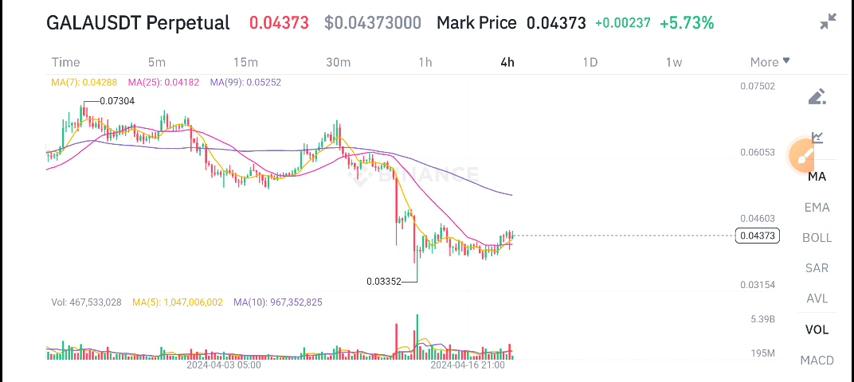 GALAUSDT Perpetual 0.04373 $0.04373000 Mark Price 0.04373 +0.00237 +5.73%
Time 5m 15m 30m 1h 4h 1D 1w More
MA(7): 0.04288 MA(25): 0.04182 MA(99): 0.05252
0.07502
0.07304
0.06053
BINANCE
MA
EMA
0.04603
0.04373
BOLL
SAR
0.03352
0.03154
AVL
Vol: 467,533,028 MA(5): 1,047,006,002 MA(10): 967,352,825
5.39B
VOL
195M
MACD
2024-04-03 05:00 2024-04-16 21:00